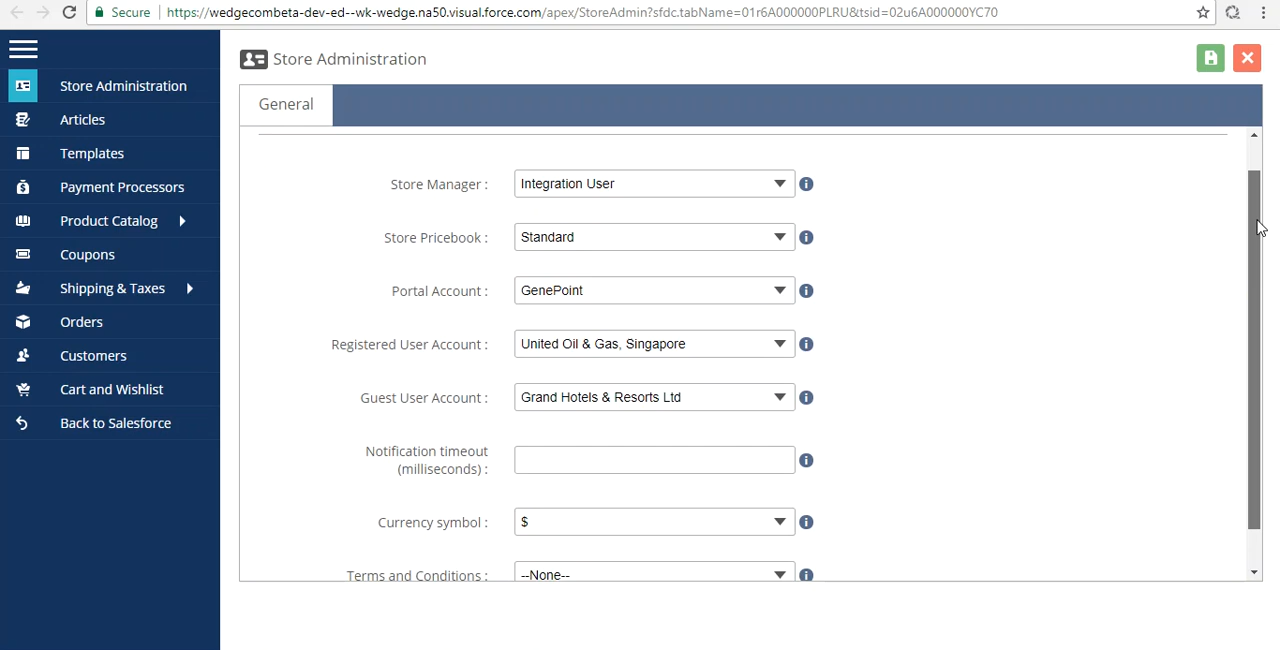 Secure
https://wedgecombeta-dev-ed--wk-wedge.na50.visual.force.com/apex/StoreAdmin?sfdc.tabName=01r6A000000PLRU&tsid=02u6A000000YC70
Store Administration
Articles
Templates
Payment Processors
Product Catalog
Coupons
Shipping & Taxes
Orders
Customers
Cart and Wishlist
Back to Salesforce
Store Administration
General
Store Manager : Integration User
Store Pricebook : Standard
Portal Account : GenePoint
Registered User Account : United Oil & Gas, Singapore
Guest User Account : Grand Hotels & Resorts Ltd
Notification timeout
(milliseconds) :
Currency symbol : $
Terms and Conditions : --None--